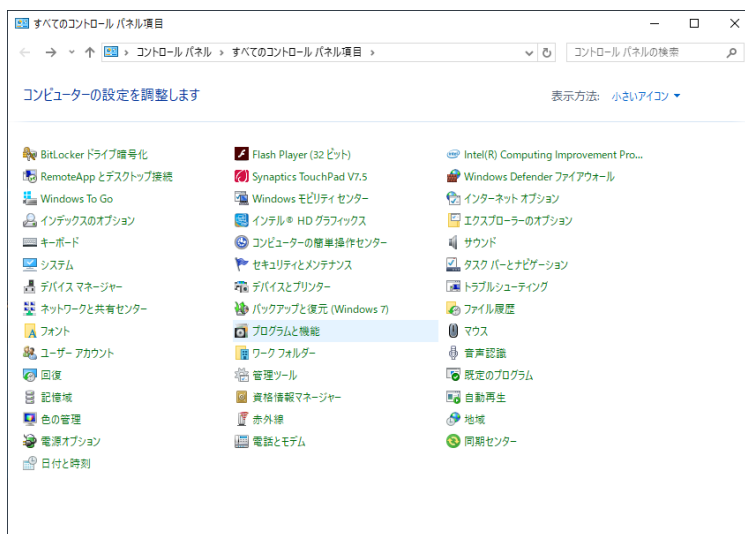 すべてのコントロール パネル項目
コントロール パネル › すべてのコントロール パネル項目 ›
コントロール パネルの検索
コンピューターの設定を調整します
表示方法: 小さいアイコン
BitLocker ドライブ暗号化
Flash Player (32 ビット)
Intel(R) Computing Improvement Pro...
RemoteApp とデスクトップ接続
Synaptics TouchPad V7.5
Windows Defender ファイアウォール
Windows To Go
Windows モビリティ センター
インターネット オプション
インデックスのオプション
インテル® HD グラフィックス
エクスプローラーのオプション
キーボード
コンピューターの簡単操作センター
サウンド
システム
セキュリティとメンテナンス
タスク バーとナビゲーション
デバイス マネージャー
デバイスとプリンター
トラブルシューティング
ネットワークと共有センター
バックアップと復元 (Windows 7)
ファイル履歴
フォント
プログラムと機能
マウス
ユーザー アカウント
ワーク フォルダー
音声認識
回復
管理ツール
既定のプログラム
記憶域
資格情報マネージャー
自動再生
色の管理
赤外線
地域
電源オプション
電話とモデム
同期センター
日付と時刻